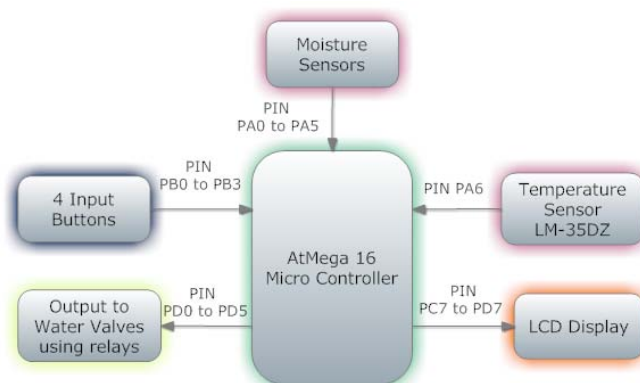 Moisture
Sensors
PIN
PA0 to PA5
PIN
PB0 to PB3
4 Input
Buttons
PIN PA6
Temperature
Sensor
LM-35DZ
AtMega 16
Micro Controller
PIN
PD0 to PD5
Output to
Water Valves
using relays
PIN
PC7 to PD7
LCD Display